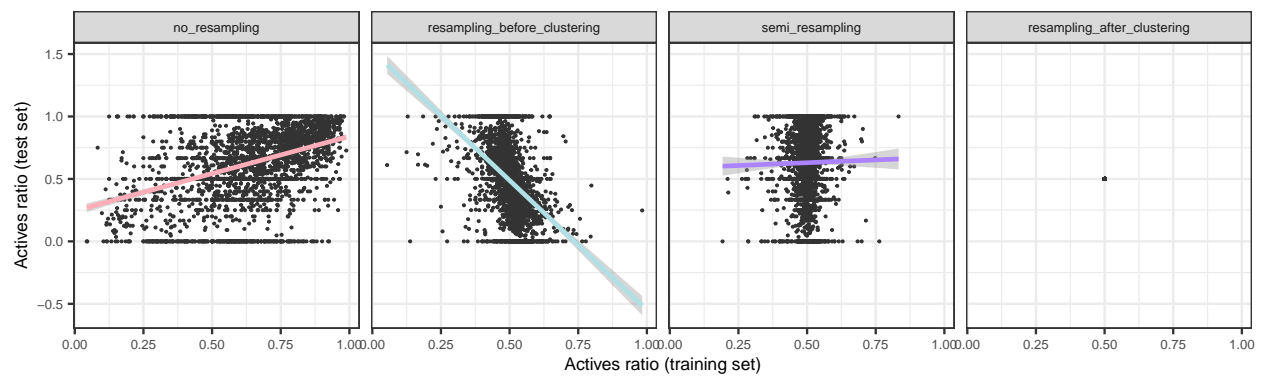 no_resampling resampling_before_clustering semi_resampling resampling_after_clustering
Actives ratio (test set)
1.5
1.0
0.5
0.0
−0.5
0.00 0.25 0.50 0.75 1.00 0.00 0.25 0.50 0.75 1.00 0.00 0.25 0.50 0.75 1.00 0.00 0.25 0.50 0.75 1.00
Actives ratio (training set)